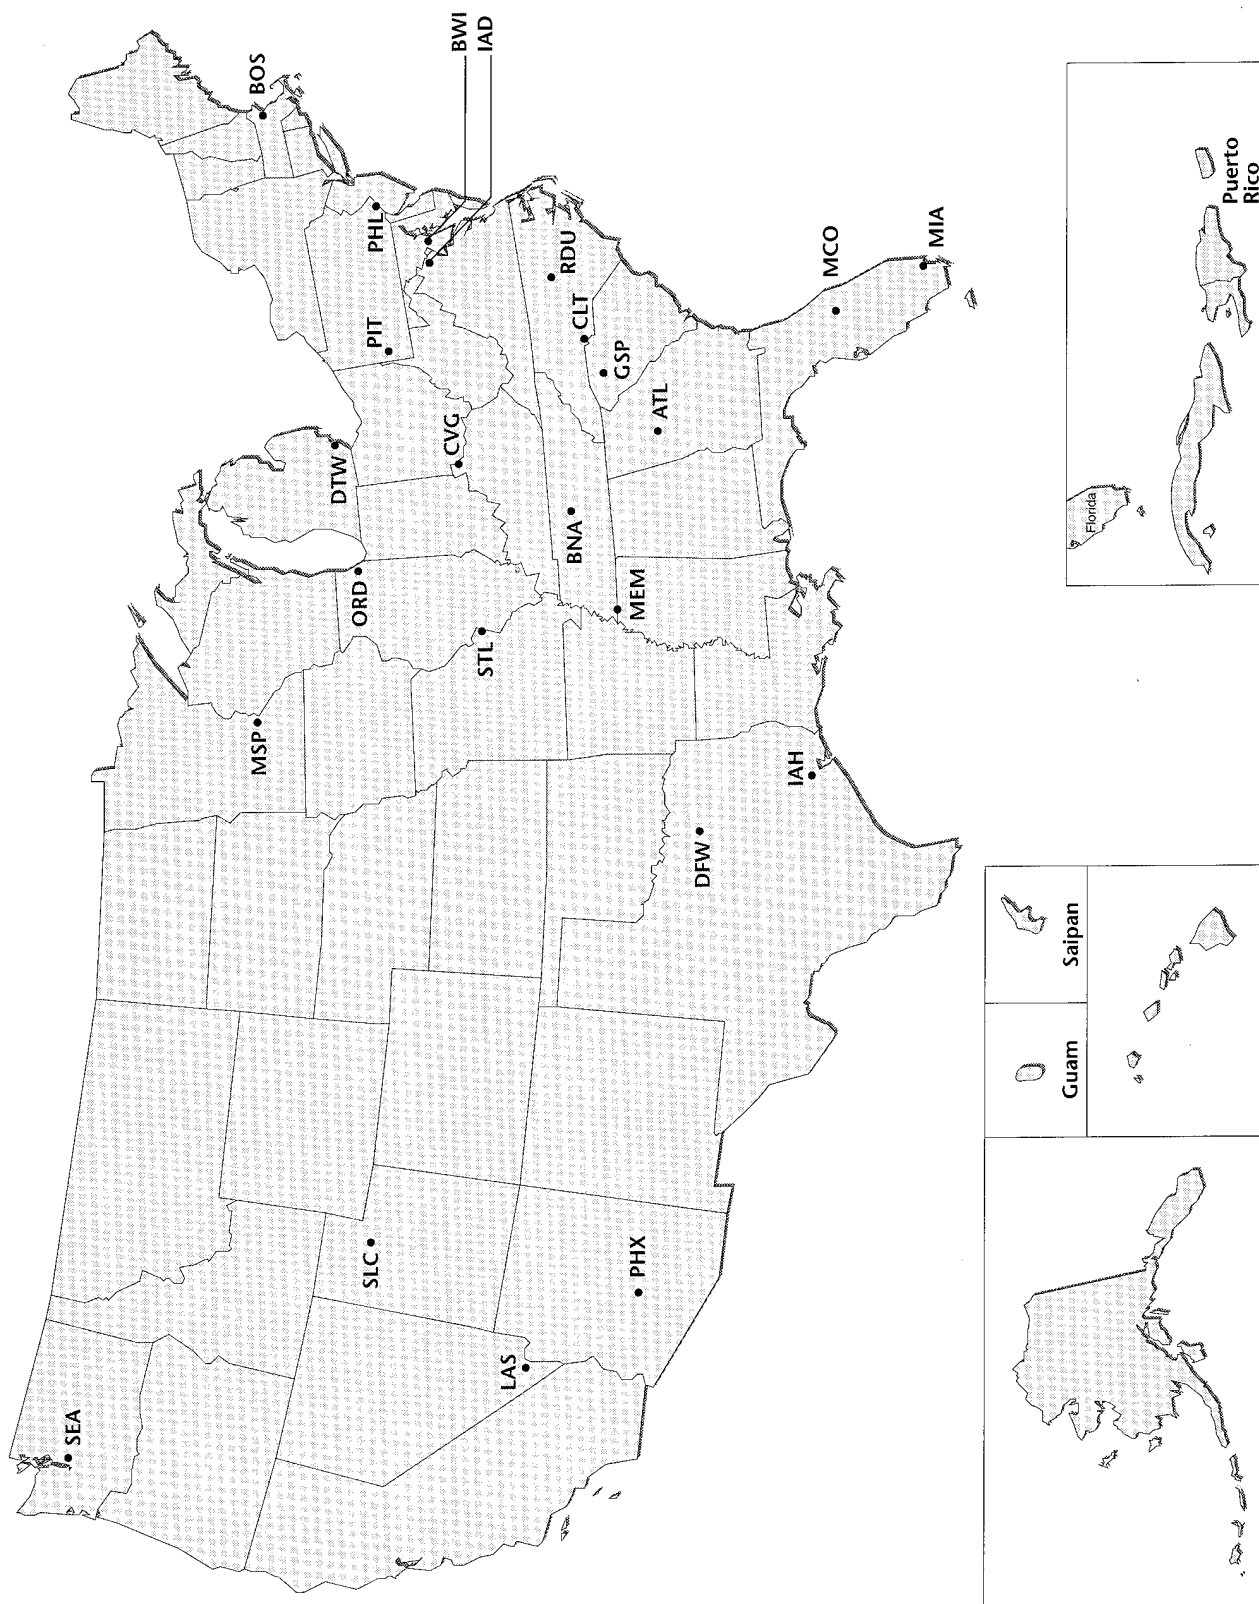 SEA
MSP
BOS
DTW
ORD
PIT
PHL
BWI
IAD
SLC
STL
CVG
LAS
BNA
CLT
RDU
PHX
DFW
MEM
ATL
GSP
IAH
MCO
MIA
Guam
Saipan
Florida
Puerto
Rico